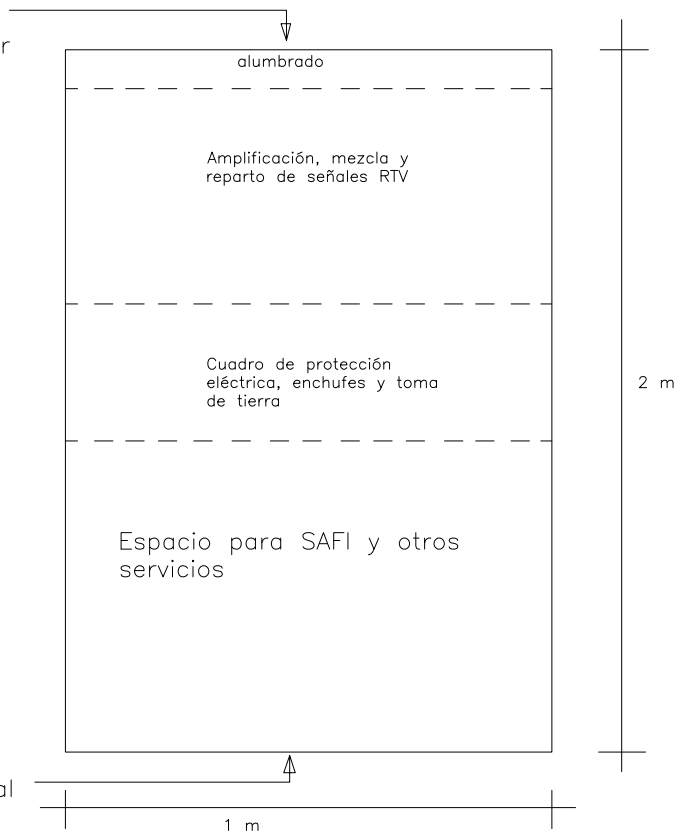 alumbrado
Amplificación, mezcla y
reparto de señales RTV
Cuadro de protección
eléctrica, enchufes y toma
de tierra
2 m
Espacio para SAFI y otros
servicios
1 m